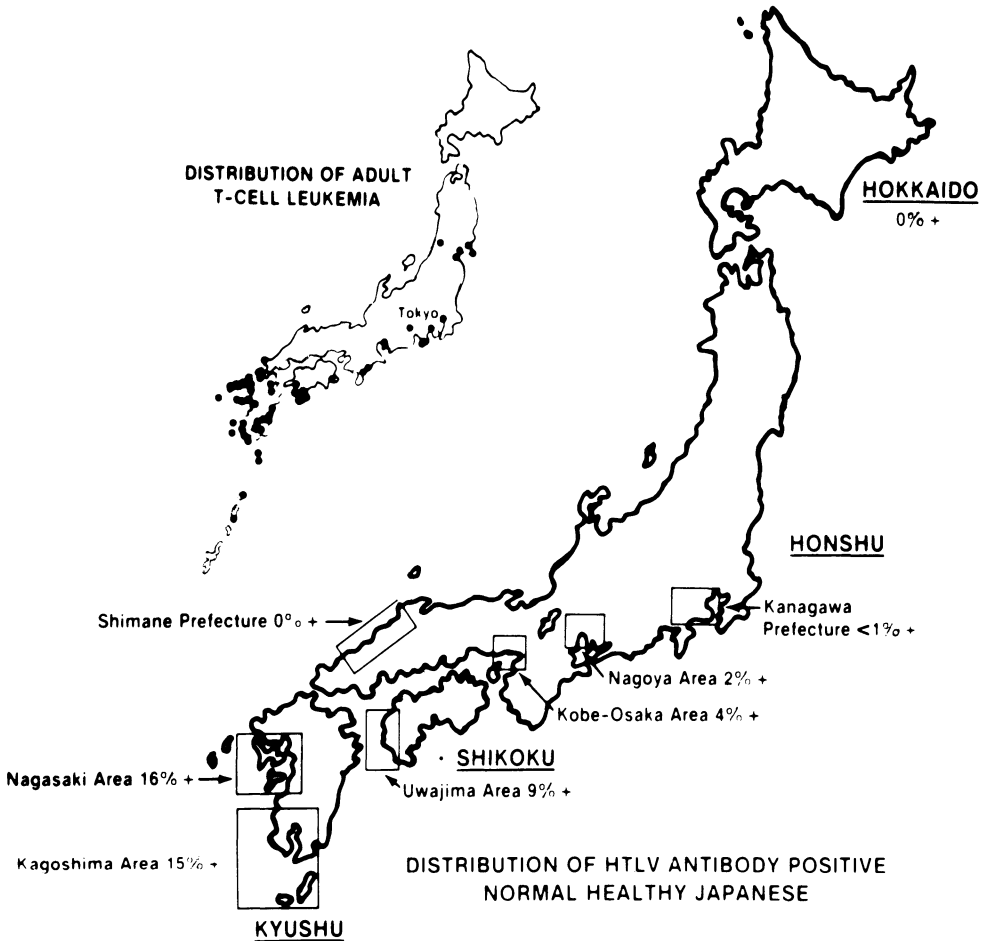 DISTRIBUTION OF ADULT
T-CELL LEUKEMIA
HOKKAIDO
0% +
Tokyo
HONSHU
Shimane Prefecture 0% +
Kanagawa
Prefecture <1% +
Nagoya Area 2% +
Kobe-Osaka Area 4% +
SHIKOKU
Nagasaki Area 16% +
Uwajima Area 9% +
Kagoshima Area 15% +
DISTRIBUTION OF HTLV ANTIBODY POSITIVE
NORMAL HEALTHY JAPANESE
KYUSHU